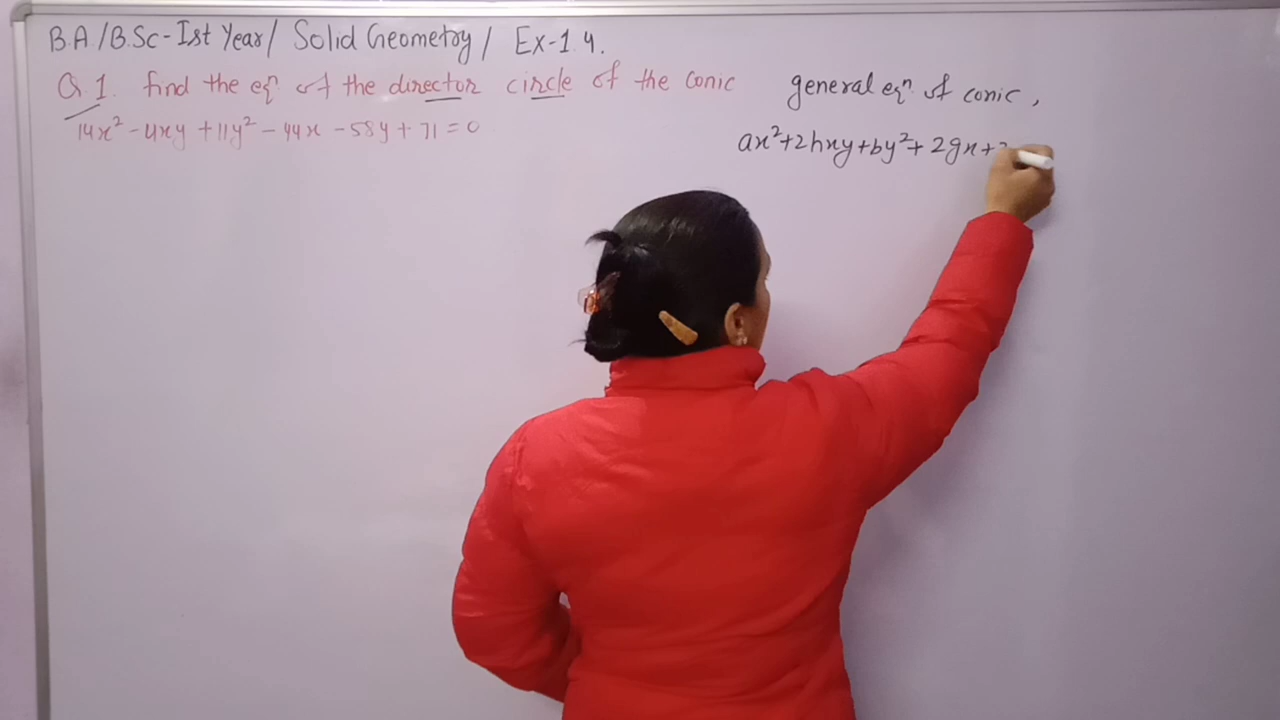 B.A./B.Sc-Ist Year/ Solid Geometry/ Ex-1.4.
Q.1. find the eqn of the director circle of the conic
14x²-4xy+11y²-44x-58y+71=0
general eqn of conic,
ax²+2hxy+by²+2gx+